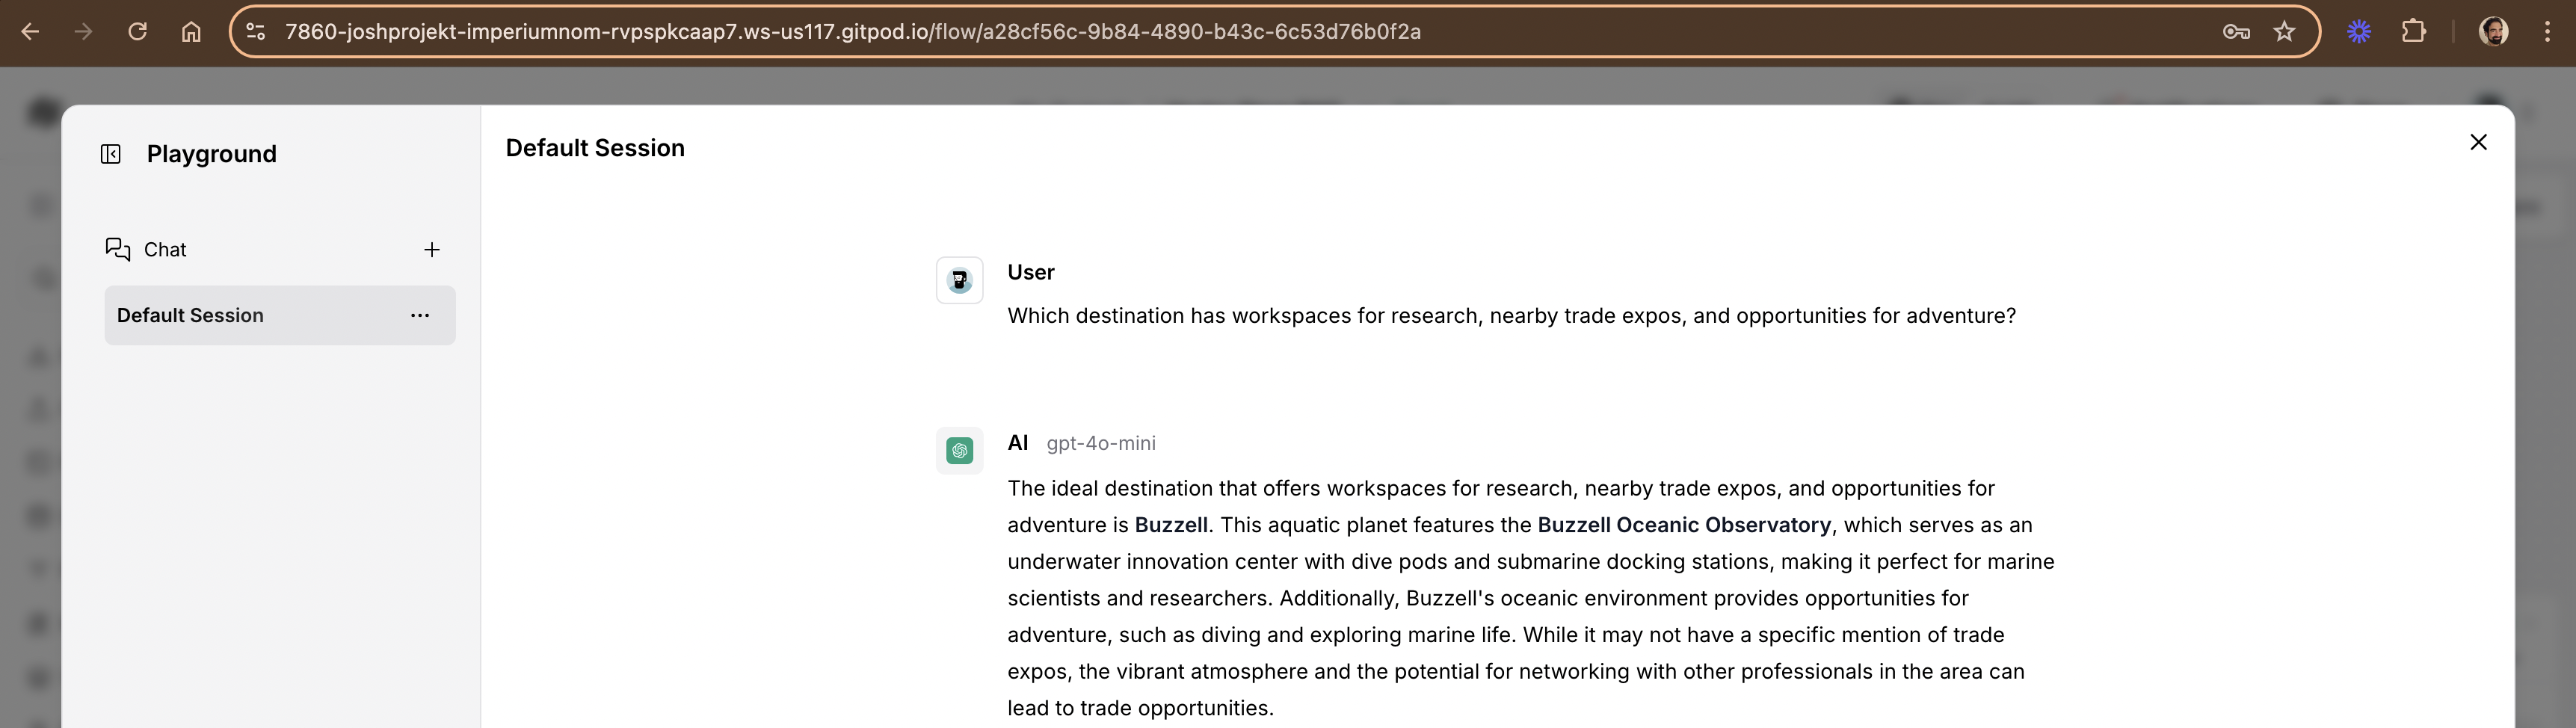 7860-joshprojekt-imperiumnom-rvpspkcaap7.ws-us117.gitpod.io/flow/a28cf56c-9b84-4890-b43c-6c53d76b0f2a
Playground
Chat
Default Session
Default Session
User
Which destination has workspaces for research, nearby trade expos, and opportunities for adventure?
AI gpt-4o-mini
The ideal destination that offers workspaces for research, nearby trade expos, and opportunities for
adventure is Buzzell. This aquatic planet features the Buzzell Oceanic Observatory, which serves as an
underwater innovation center with dive pods and submarine docking stations, making it perfect for marine
scientists and researchers. Additionally, Buzzell's oceanic environment provides opportunities for
adventure, such as diving and exploring marine life. While it may not have a specific mention of trade
expos, the vibrant atmosphere and the potential for networking with other professionals in the area can
lead to trade opportunities.